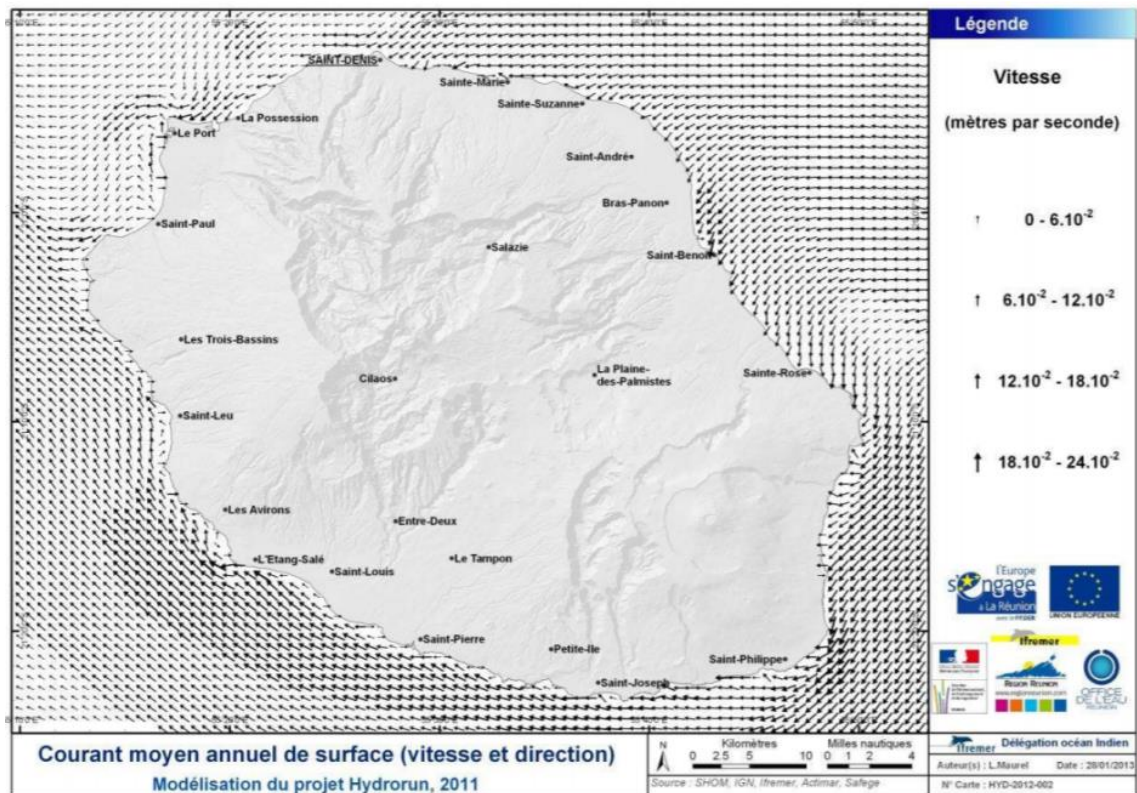 Légende
Vitesse
(mètres par seconde)
0 - 6.10⁻²
6.10⁻² - 12.10⁻²
12.10⁻² - 18.10⁻²
18.10⁻² - 24.10⁻²
SAINT-DENIS
Sainte-Marie
Sainte-Suzanne
La Possession
Le Port
Saint-André
Bras-Panon
Saint-Paul
Salazie
Saint-Benoit
Les Trois-Bassins
Cilaos
La Plaine-
des-Palmistes
Sainte-Rose
Saint-Leu
Les Avirons
Entre-Deux
L'Etang-Salé
Saint-Louis
Le Tampon
Saint-Pierre
Petite-Ile
Saint-Philippe
Saint-Joseph
l'Europe
s'engage
à La Réunion
UNION EUROPÉENNE
Ifremer
REGION REUNION
www.regionreunion.com
OFFICE
DE L'EAU
RÉUNION
Courant moyen annuel de surface (vitesse et direction)
Modélisation du projet Hydrorun, 2011
N
Kilomètres
0 2.5 5 10
Milles nautiques
0 1 2 4
Source : SHOM, IGN, Ifremer, Actimar, Safege
Ifremer Délégation océan Indien
Auteur(s) : L.Maurel Date : 28/01/2013
N° Carte : HYD-2012-002